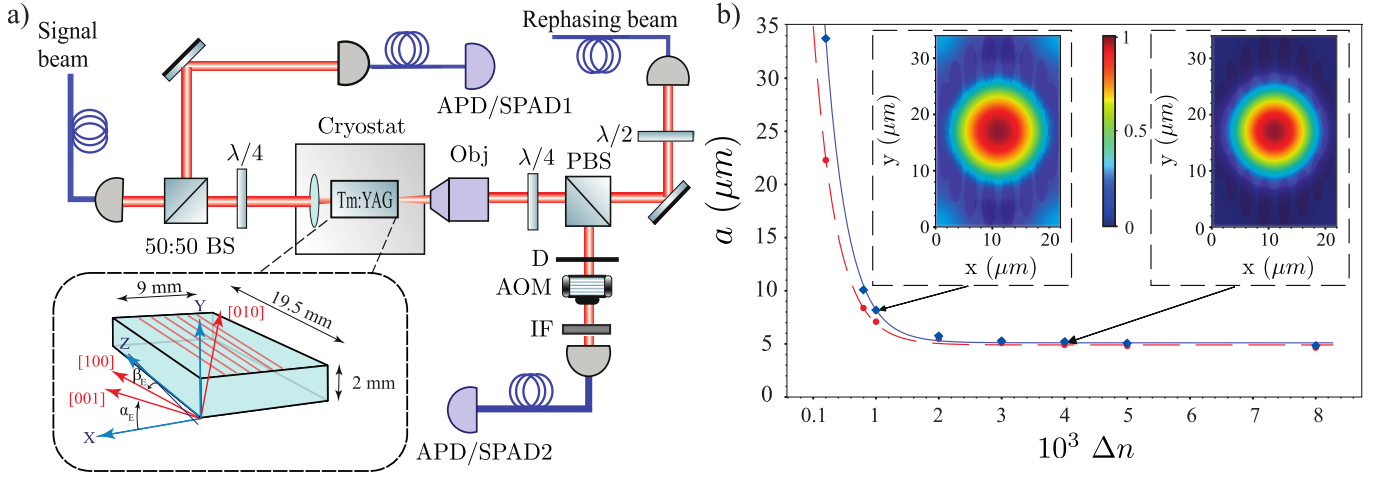 a)
Signal
beam
Rephasing beam
APD/SPAD1
λ/2
Cryostat
λ/4
Obj
λ/4
PBS
Tm:YAG
50:50 BS
D
AOM
IF
APD/SPAD2
9 mm
19.5 mm
Y
[010]
Z
[100]
β_E
[001]
α_E
X
2 mm
b)
35
30
25
20
15
10
5
0
a (μm)
0.1
1
2
3
4
5
6
7
8
10³ Δn
30
20
10
0
y (μm)
0
10
20
x (μm)
1
0.5
0
30
20
10
0
y (μm)
0
10
20
x (μm)